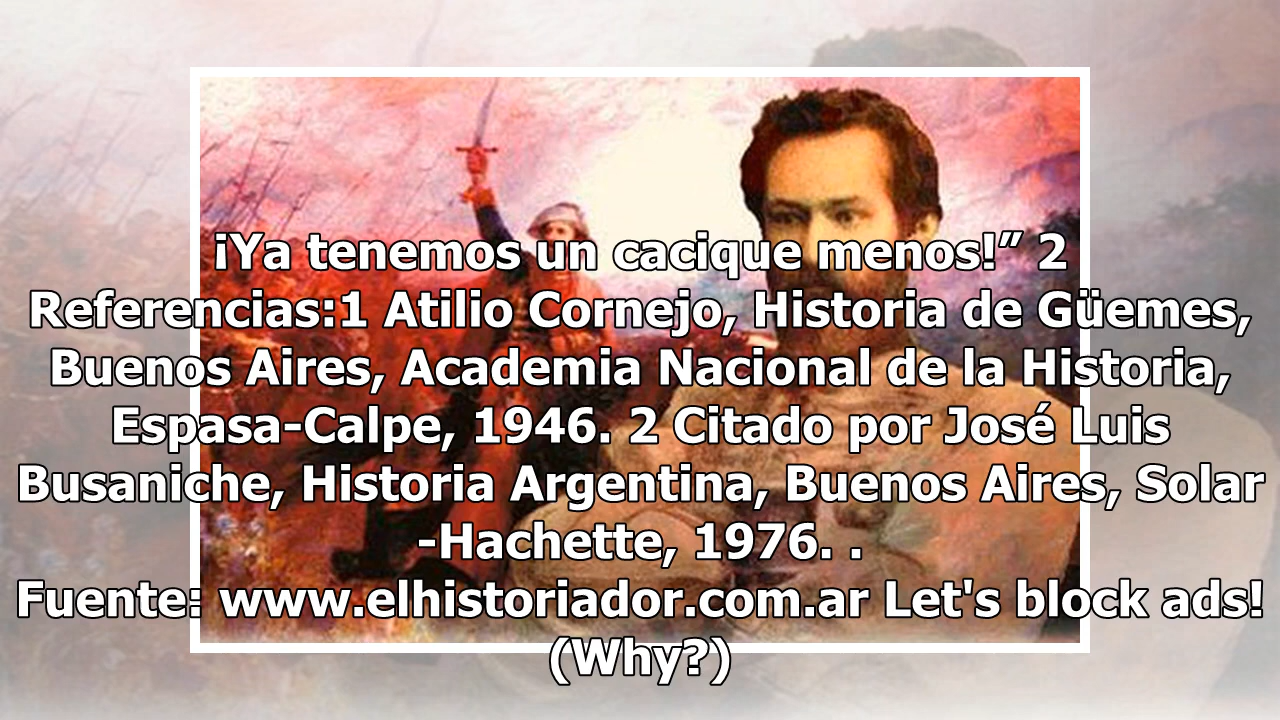 ¡Ya tenemos un cacique menos!” 2
Referencias:1 Atilio Cornejo, Historia de Güemes,
Buenos Aires, Academia Nacional de la Historia,
Espasa-Calpe, 1946. 2 Citado por José Luis
Busaniche, Historia Argentina, Buenos Aires, Solar
-Hachette, 1976. .
Fuente: www.elhistoriador.com.ar Let's block ads!
(Why?)